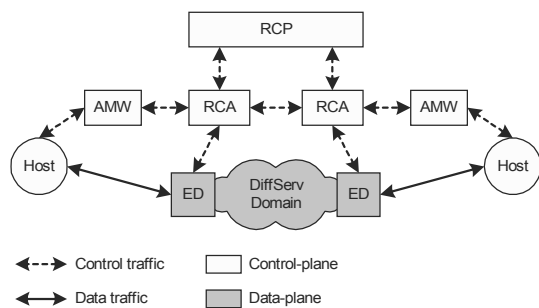 RCP
AMW
RCA
RCA
AMW
Host
Host
ED
DiffServ
Domain
ED
Control traffic
Control-plane
Data traffic
Data-plane